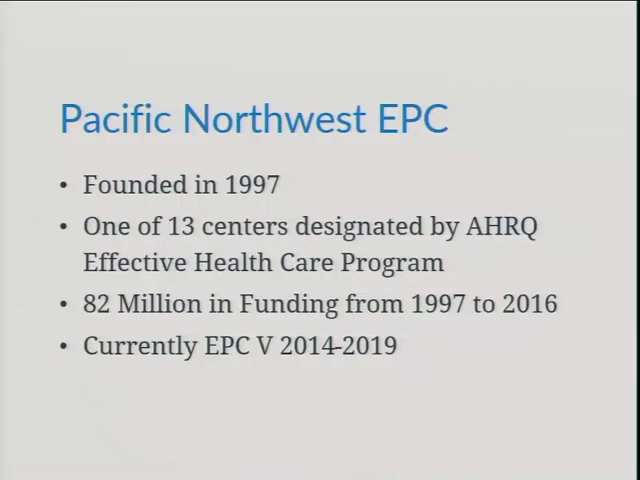 Pacific Northwest EPC
• Founded in 1997
• One of 13 centers designated by AHRQ
Effective Health Care Program
• 82 Million in Funding from 1997 to 2016
• Currently EPC V 2014-2019